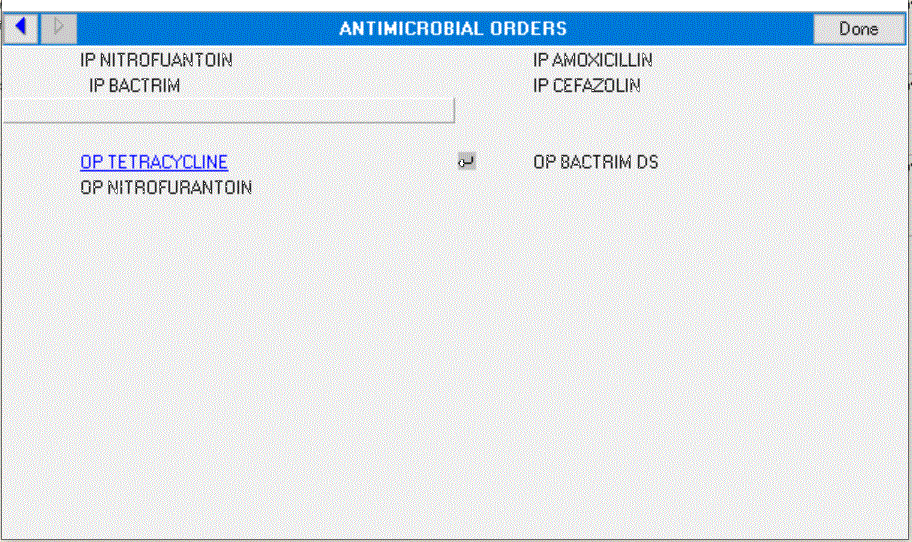 ANTIMICROBIAL ORDERS
Done
IP NITROFUANTOIN
IP AMOXICILLIN
IP BACTRIM
IP CEFAZOLIN
OP TETRACYCLINE
OP BACTRIM DS
OP NITROFURANTOIN